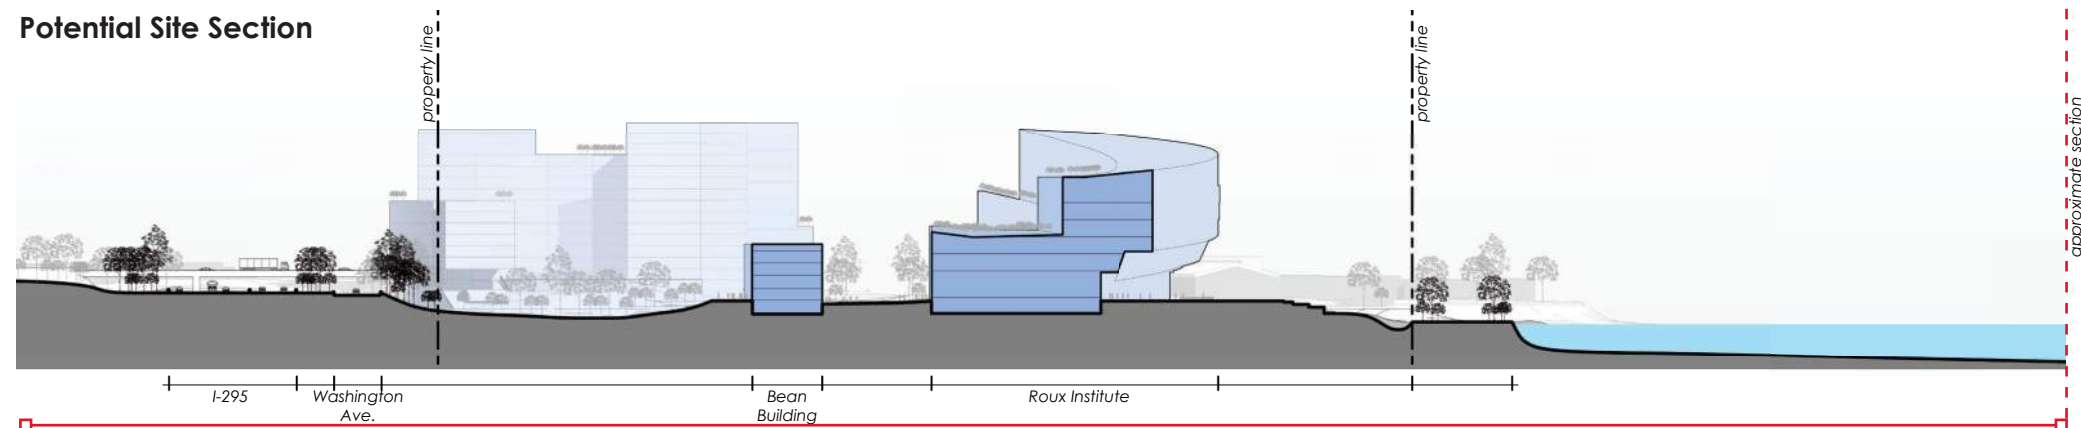 Potential Site Section
property line
property line
approximate section
I-295
Washington
Ave.
Bean
Building
Roux Institute